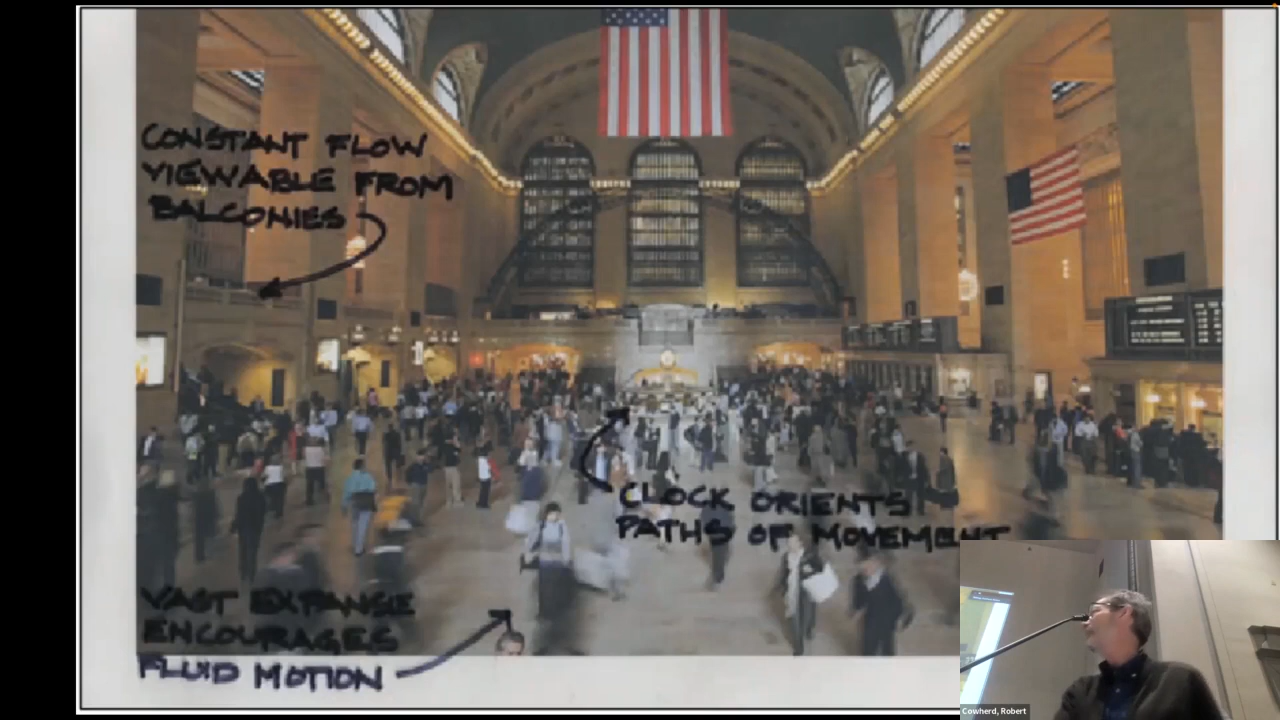 CONSTANT FLOW
VIEWABLE FROM
BALCONIES
CLOCK ORIENTS
PATHS OF MOVEMENT
VAST EXPANSE
ENCOURAGES
FLUID MOTION
Cowherd, Robert